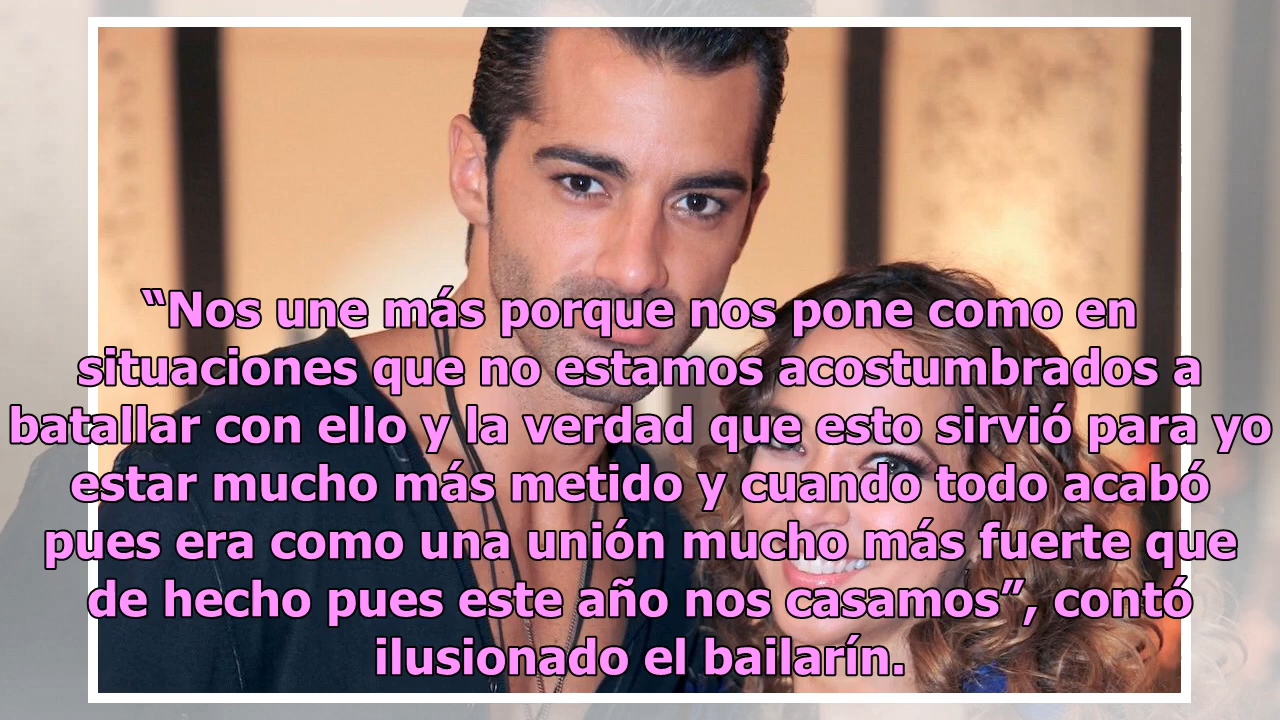 “Nos une más porque nos pone como en
situaciones que no estamos acostumbrados a
batallar con ello y la verdad que esto sirvió para yo
estar mucho más metido y cuando todo acabó
pues era como una unión mucho más fuerte que
de hecho pues este año nos casamos”, contó
ilusionado el bailarín.